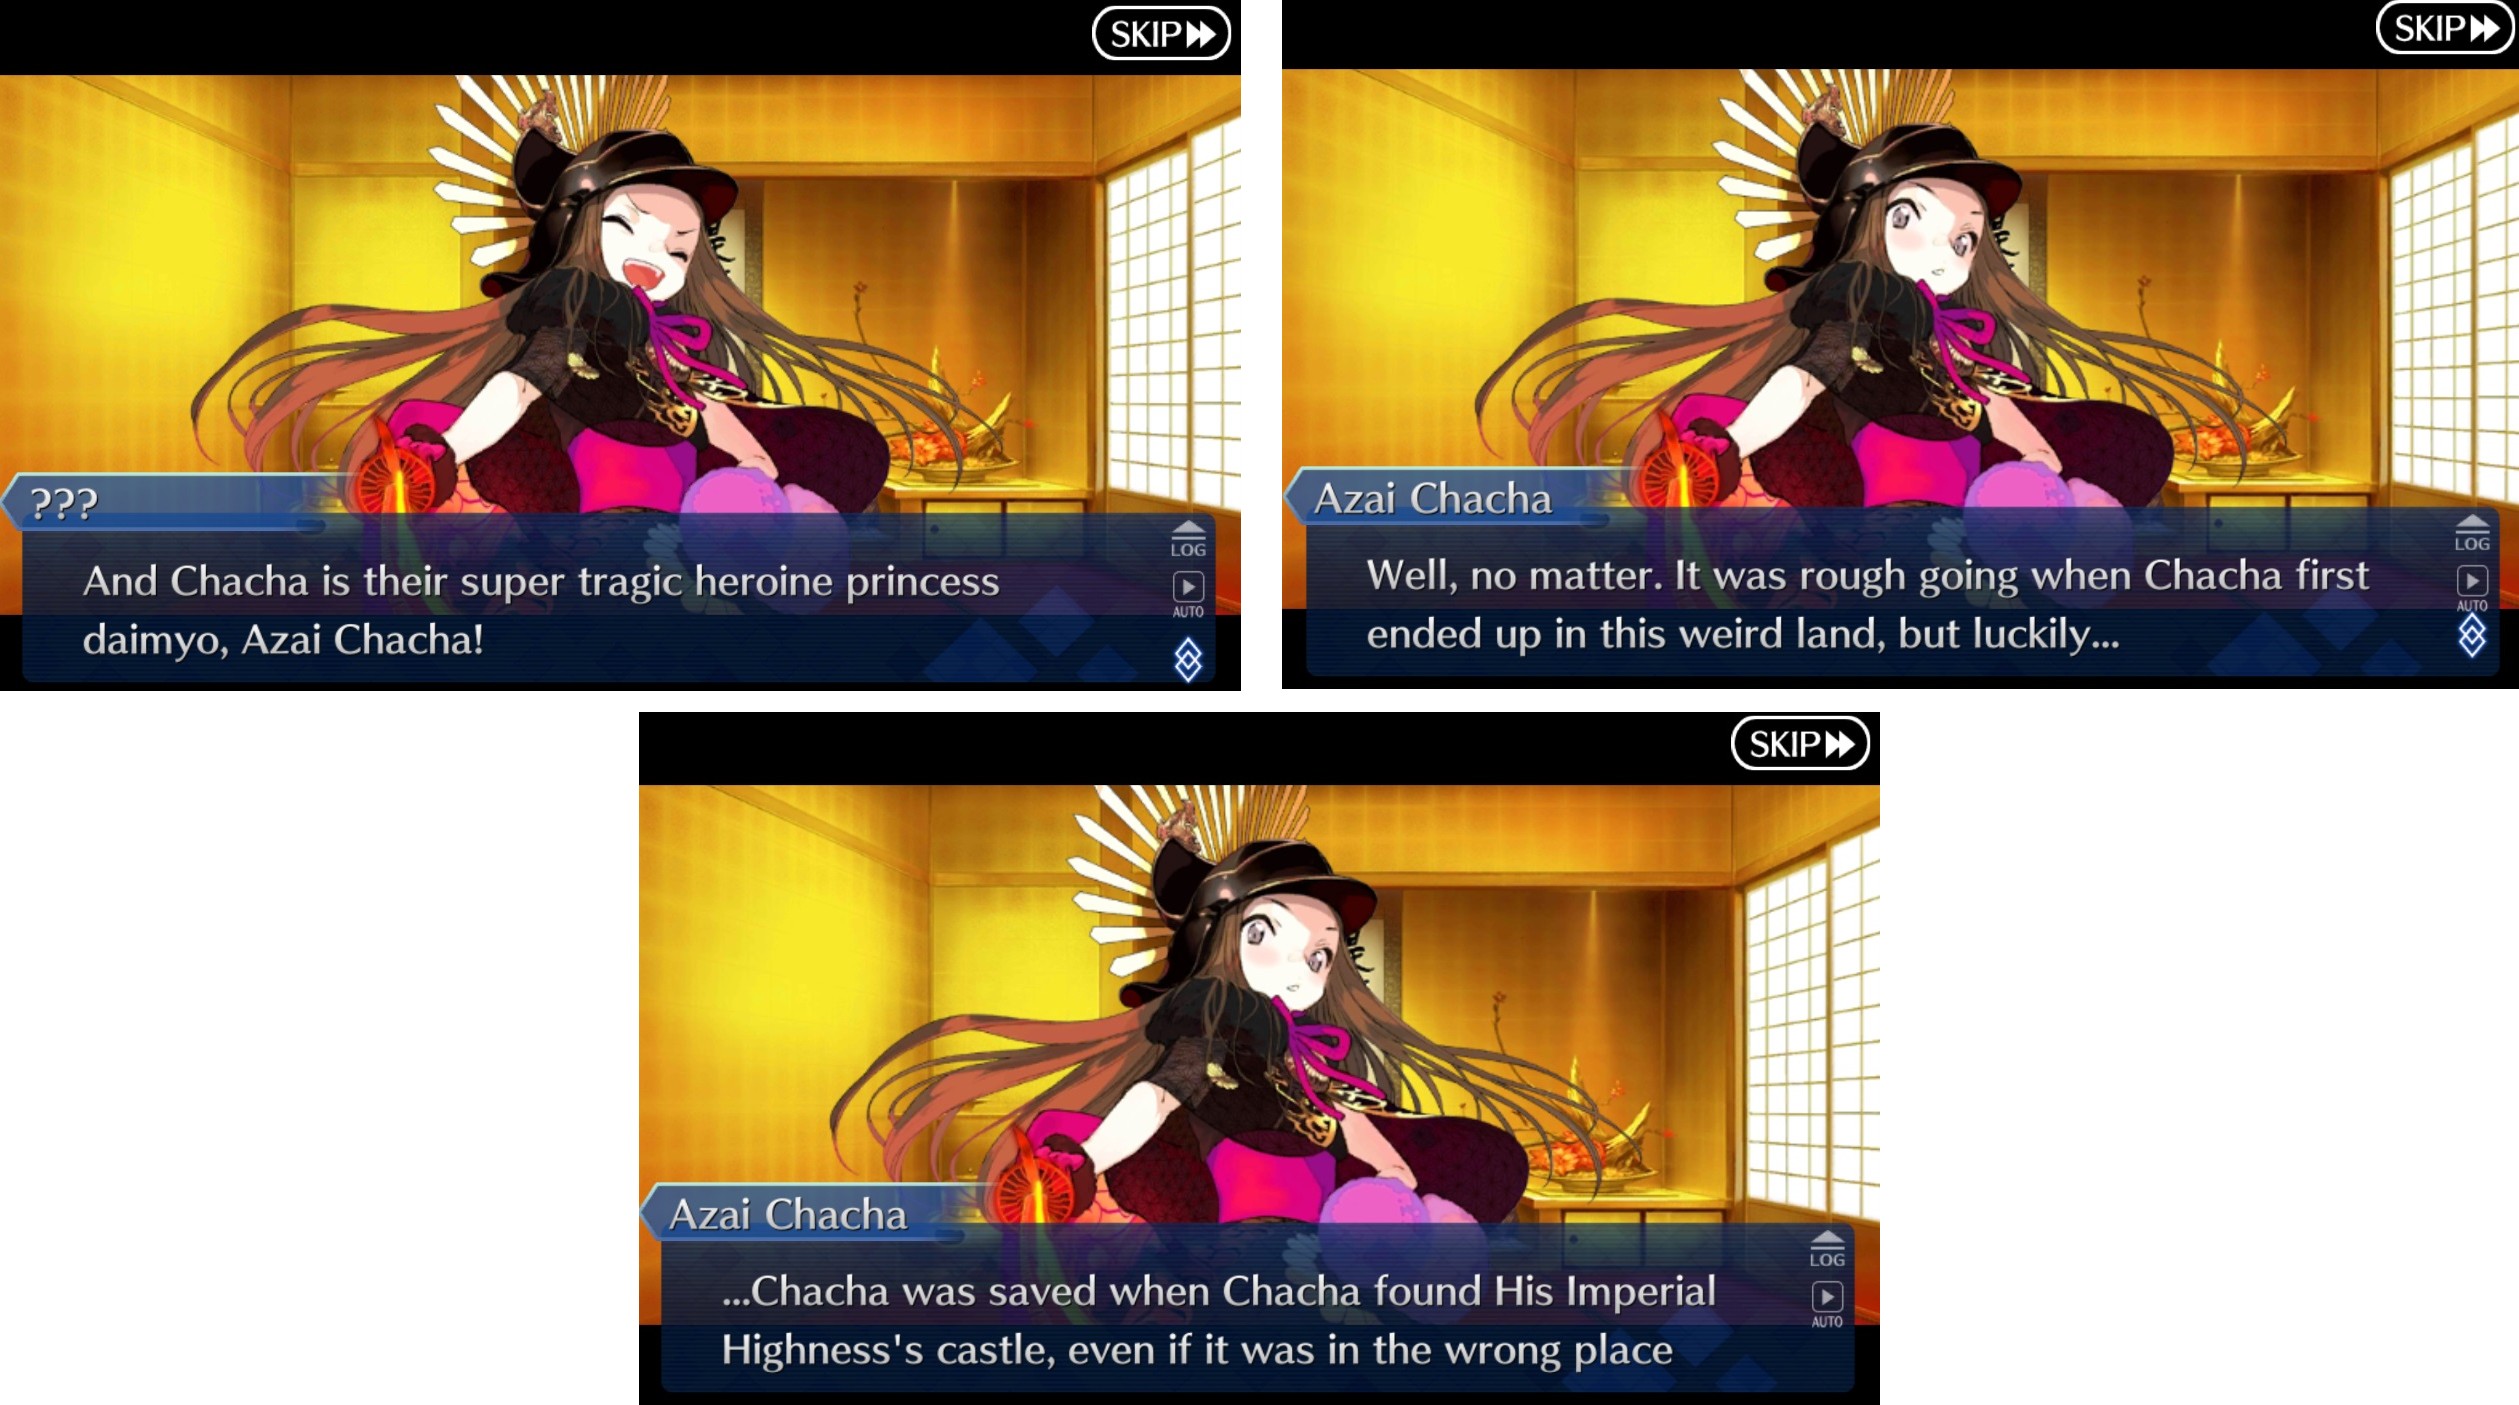 SKIP
???
And Chacha is their super tragic heroine princess
daimyo, Azai Chacha!
LOG
AUTO
SKIP
Azai Chacha
Well, no matter. It was rough going when Chacha first
ended up in this weird land, but luckily...
LOG
AUTO
SKIP
Azai Chacha
...Chacha was saved when Chacha found His Imperial
Highness's castle, even if it was in the wrong place
LOG
AUTO